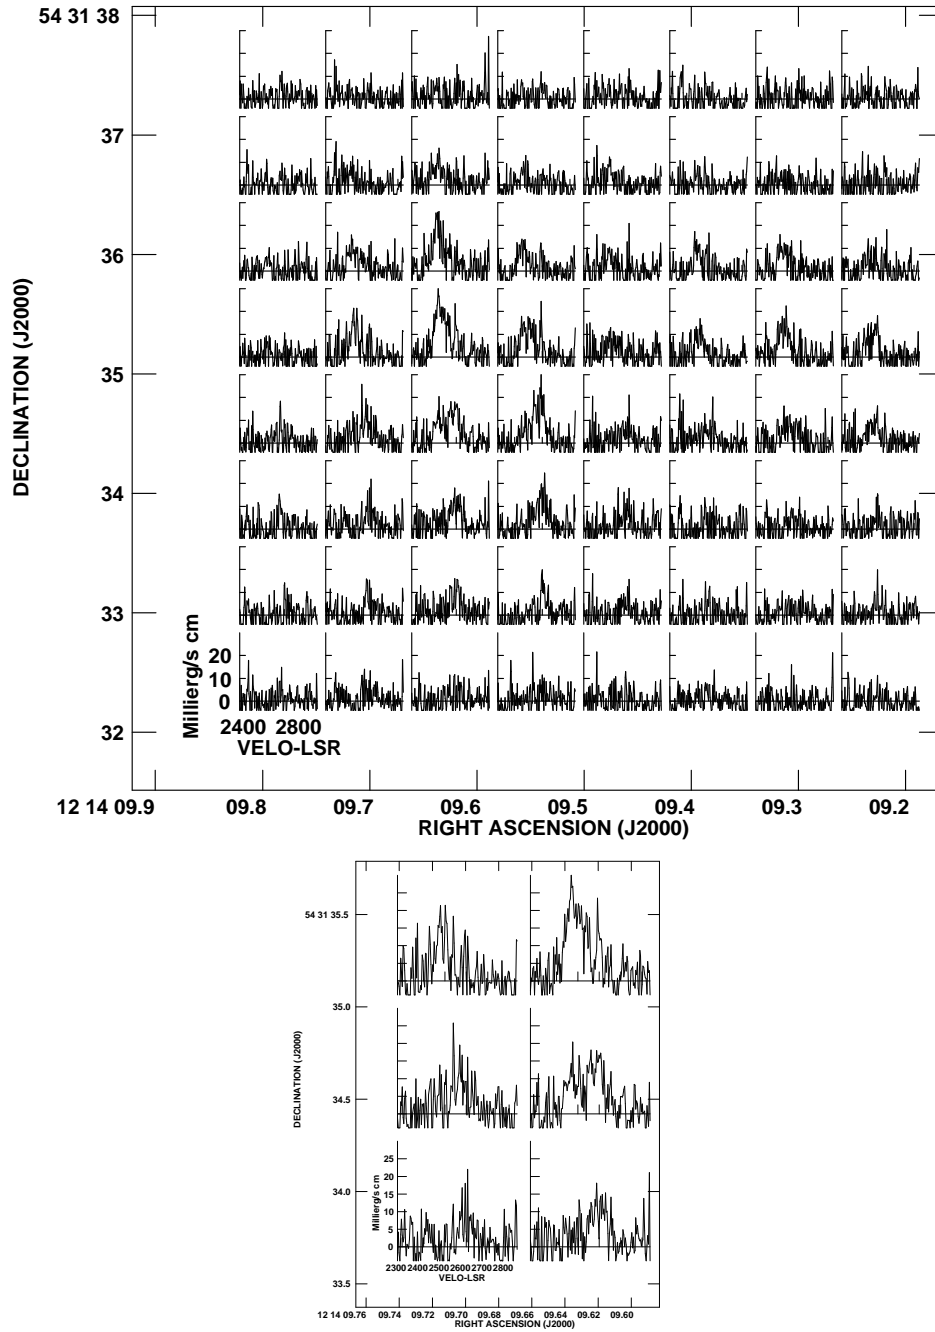 54 31 38
37
36
35
34
33
32
DECLINATION (J2000)
Millierg/s cm
20
10
0
2400 2800
VELO-LSR
12 14 09.9 09.8 09.7 09.6 09.5 09.4 09.3 09.2
RIGHT ASCENSION (J2000)
54 31 35.5
35.0
34.5
34.0
33.5
DECLINATION (J2000)
Millierg/s cm
25
20
15
10
5
0
2300 2400 2500 2600 2700 2800
VELO-LSR
12 14 09.76 09.74 09.72 09.70 09.68 09.66 09.64 09.62 09.60
RIGHT ASCENSION (J2000)